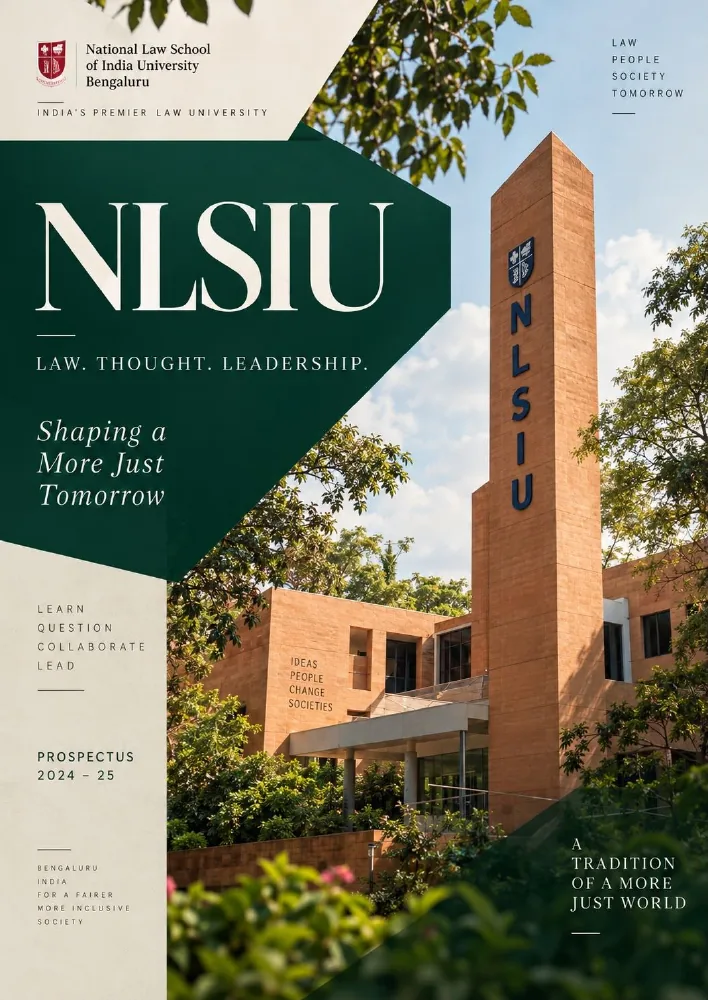 National Law School
of India University
Bengaluru
INDIA'S PREMIER LAW UNIVERSITY
LAW
PEOPLE
SOCIETY
TOMORROW
NLSIU
LAW. THOUGHT. LEADERSHIP.
Shaping a
More Just
Tomorrow
NLSIU
LEARN
QUESTION
COLLABORATE
LEAD
IDEAS
PEOPLE
CHANGE
SOCIETIES
PROSPECTUS
2024 – 25
BENGALURU
INDIA
FOR A FAIRER
MORE INCLUSIVE
SOCIETY
A
TRADITION
OF A MORE
JUST WORLD